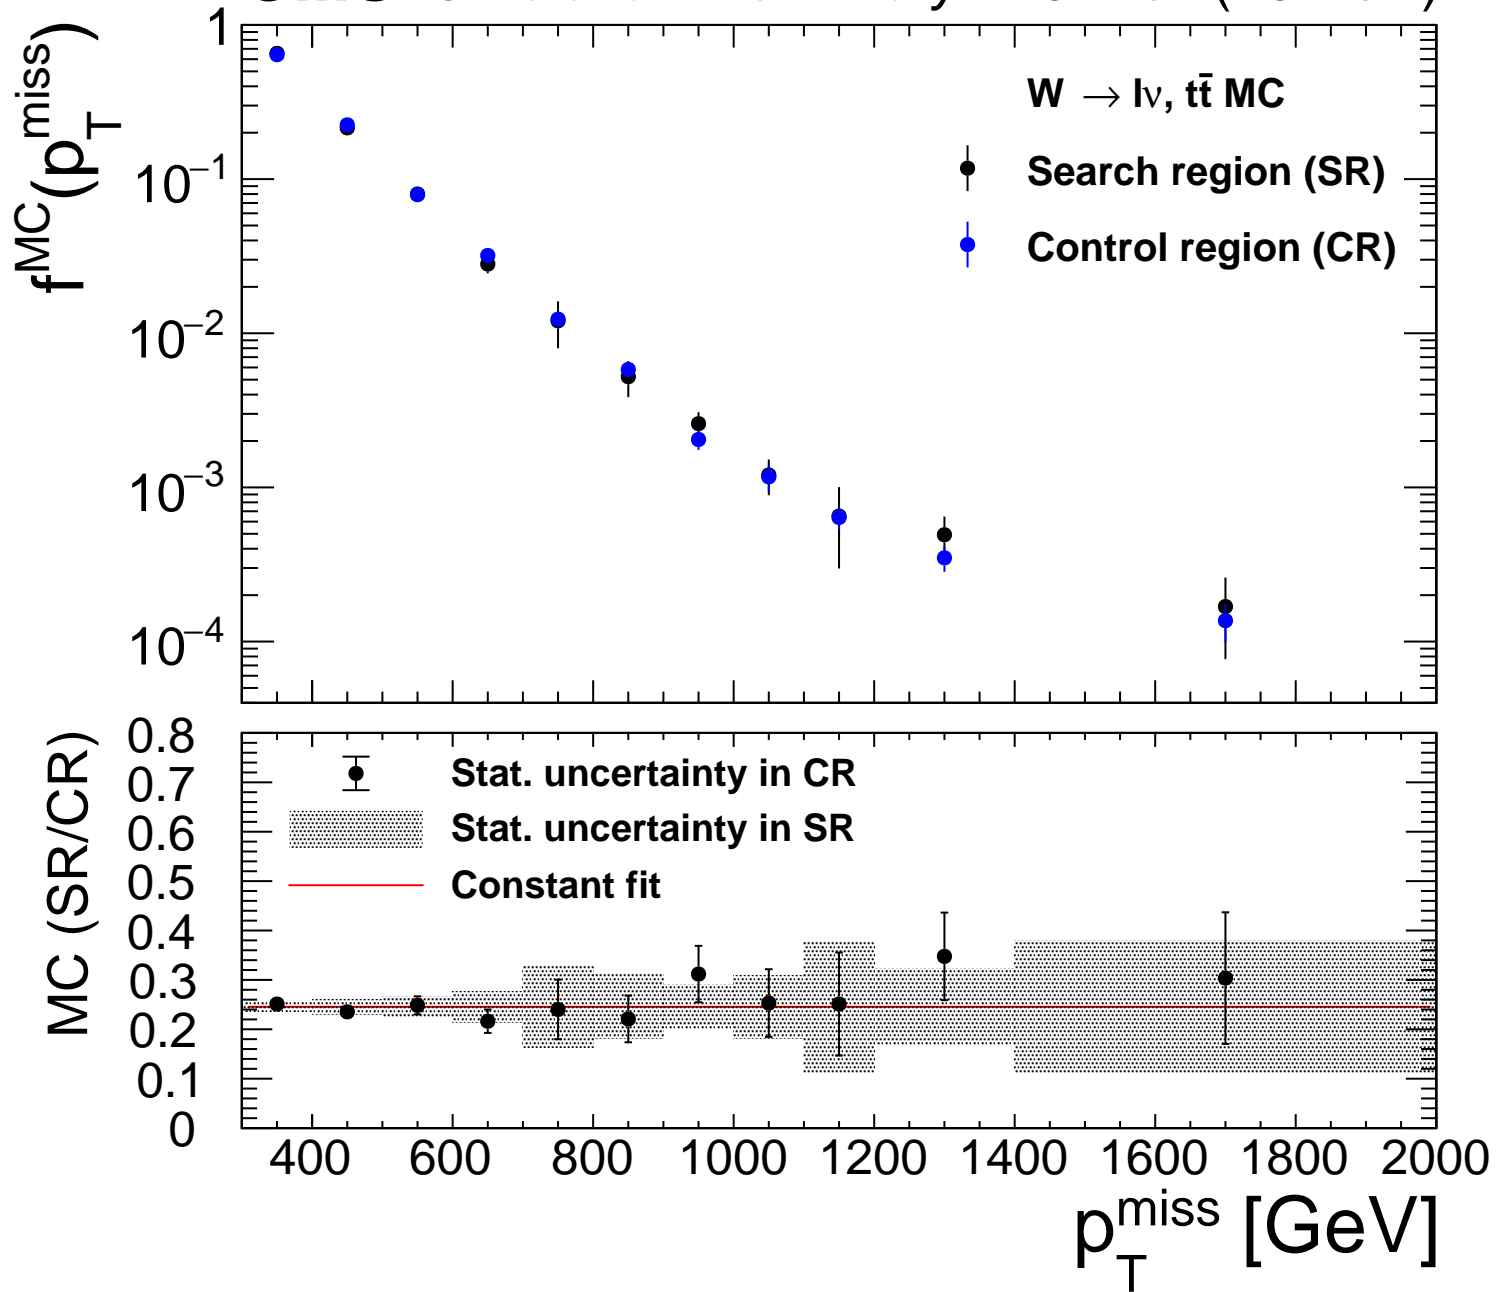 1
10⁻¹
10⁻²
10⁻³
10⁻⁴
f^MC(p_T^miss)
W → lν, tt̄ MC
Search region (SR)
Control region (CR)
0.8
0.7
0.6
0.5
0.4
0.3
0.2
0.1
0
MC (SR/CR)
Stat. uncertainty in CR
Stat. uncertainty in SR
Constant fit
400 600 800 1000 1200 1400 1600 1800 2000
p_T^miss [GeV]